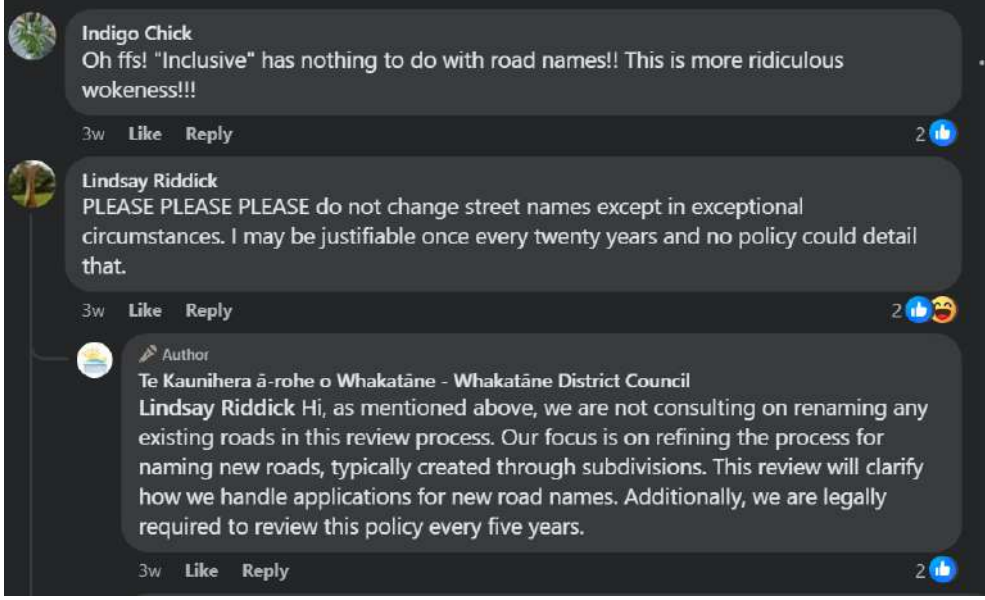 Indigo Chick
Oh ffs! "Inclusive" has nothing to do with road names!! This is more ridiculous
wokeness!!!
3w Like Reply 2
Lindsay Riddick
PLEASE PLEASE PLEASE do not change street names except in exceptional
circumstances. I may be justifiable once every twenty years and no policy could detail
that.
3w Like Reply 2
Author
Te Kaunihera ā-rohe o Whakatāne - Whakatāne District Council
Lindsay Riddick Hi, as mentioned above, we are not consulting on renaming any
existing roads in this review process. Our focus is on refining the process for
naming new roads, typically created through subdivisions. This review will clarify
how we handle applications for new road names. Additionally, we are legally
required to review this policy every five years.
3w Like Reply 2